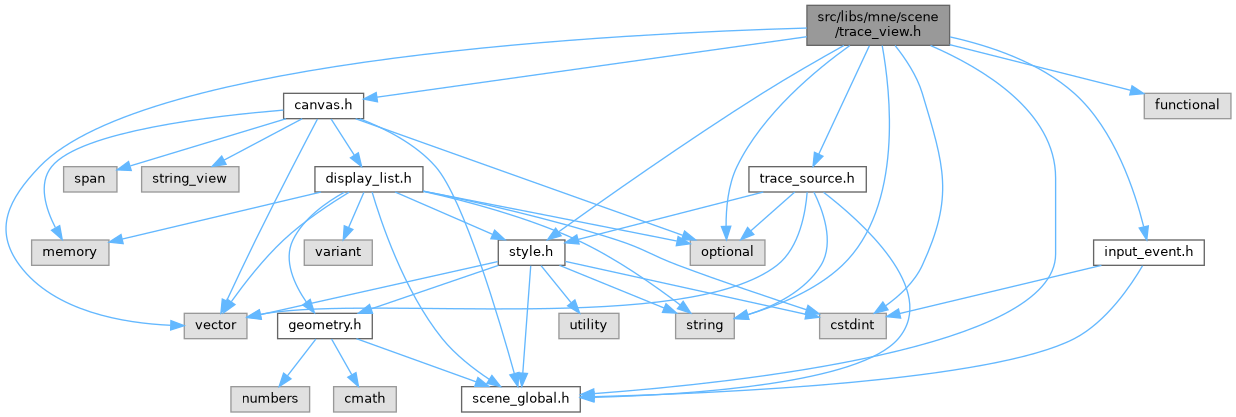 src/libs/mne/scene
/trace_view.h
canvas.h
functional
span
string_view
display_list.h
trace_source.h
memory
variant
style.h
optional
input_event.h
vector
geometry.h
utility
string
cstdint
numbers
cmath
scene_global.h